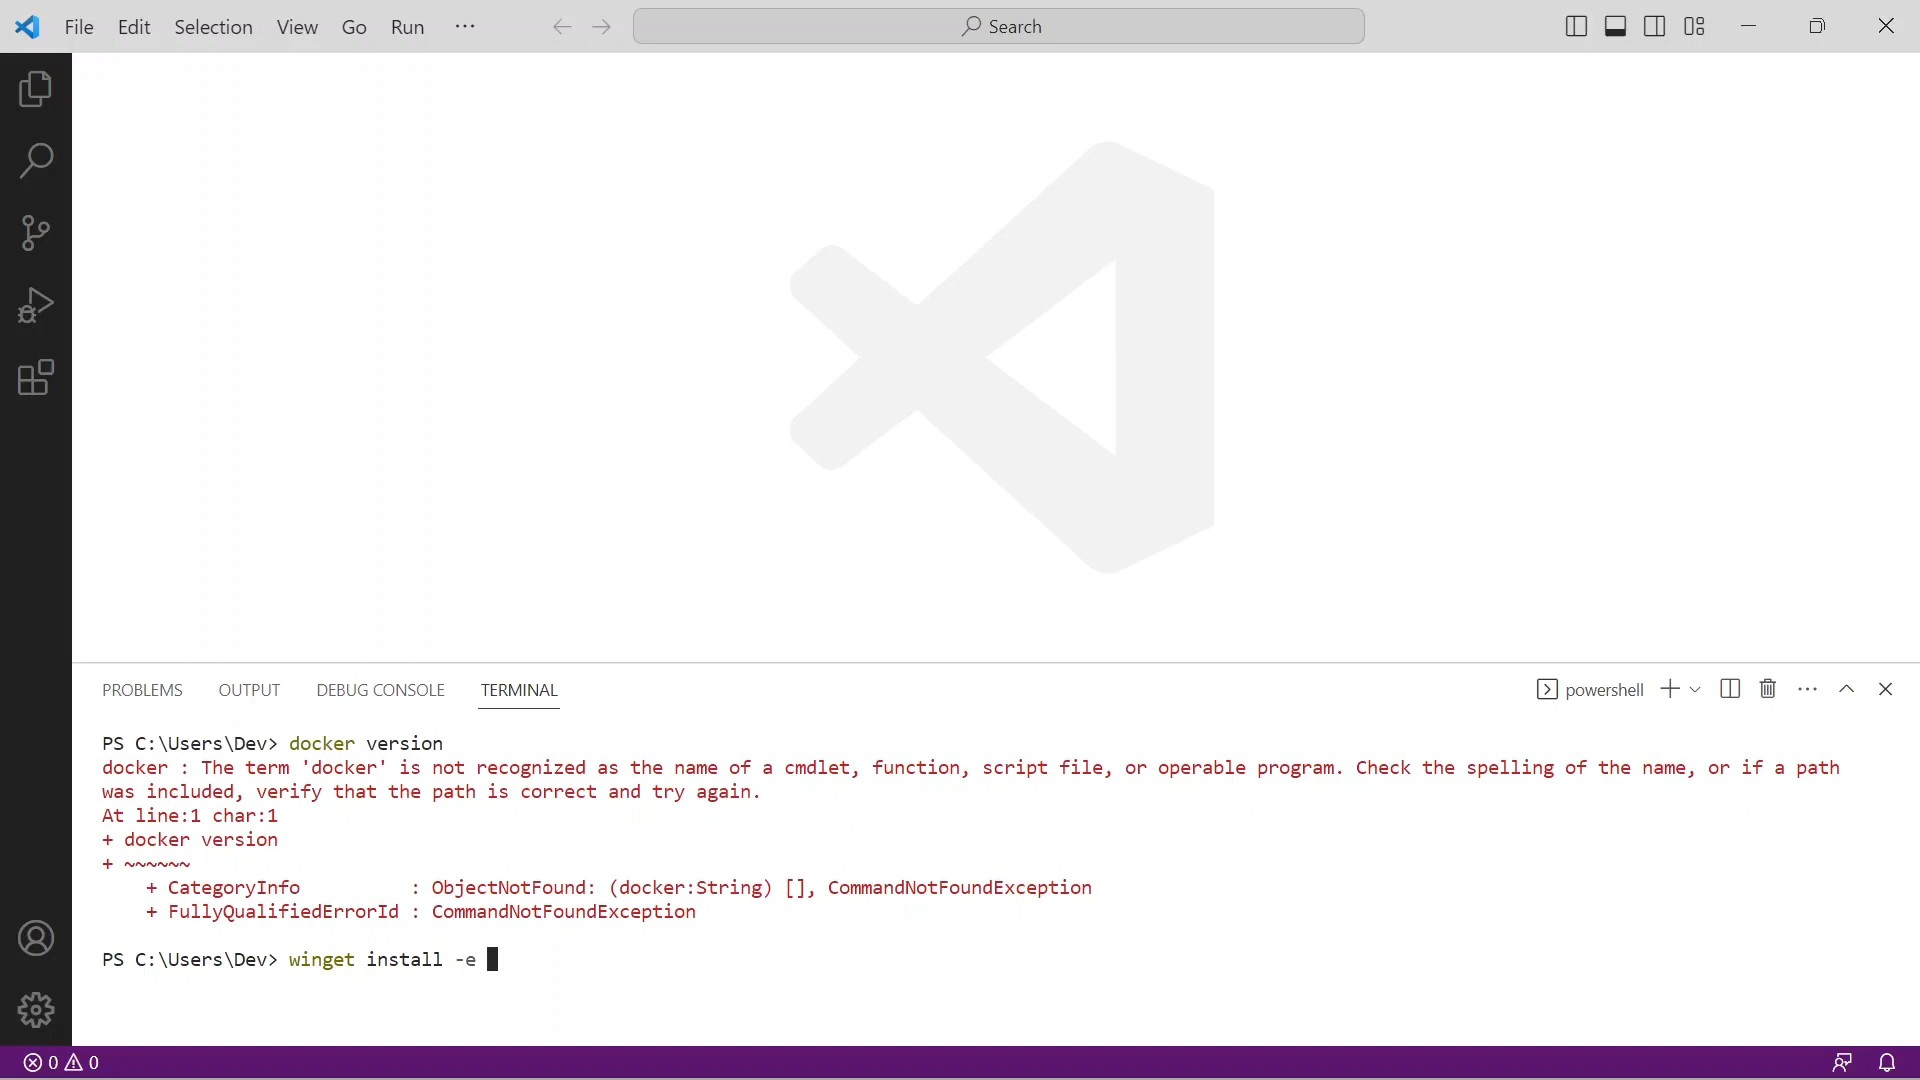 File Edit Selection View Go Run ···
Search
PROBLEMS OUTPUT DEBUG CONSOLE TERMINAL
powershell
PS C:\Users\Dev> docker version
docker : The term 'docker' is not recognized as the name of a cmdlet, function, script file, or operable program. Check the spelling of the name, or if a path
was included, verify that the path is correct and try again.
At line:1 char:1
+ docker version
+ ~~~~~~
    + CategoryInfo          : ObjectNotFound: (docker:String) [], CommandNotFoundException
    + FullyQualifiedErrorId : CommandNotFoundException
PS C:\Users\Dev> winget install -e
0 0